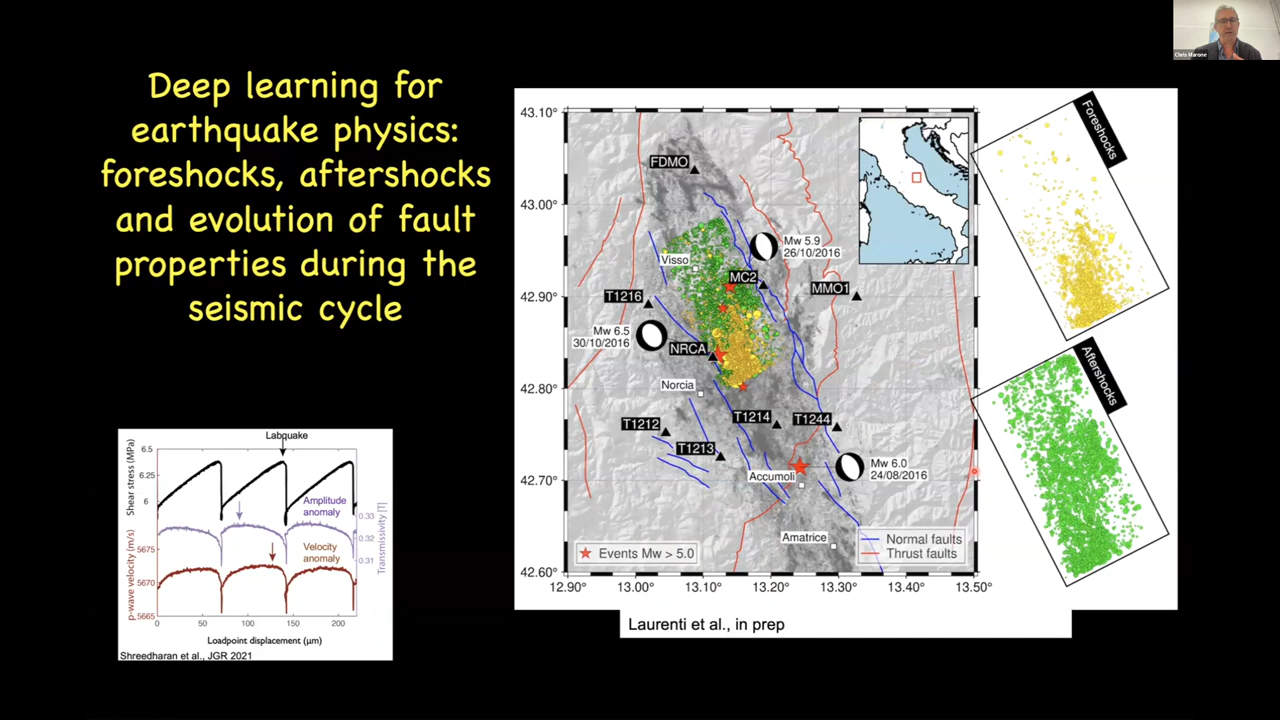 Chris Marone
Deep learning for
earthquake physics:
foreshocks, aftershocks
and evolution of fault
properties during the
seismic cycle
43.10°
43.00°
42.90°
42.80°
42.70°
42.60°
12.90°
13.00°
13.10°
13.20°
13.30°
13.40°
13.50°
FDMO
Visso
Mw 5.9
26/10/2016
MC2
MMO1
T1216
Mw 6.5
30/10/2016
NRCA
Norcia
T1214
T1244
T1212
T1213
Mw 6.0
24/08/2016
Accumoli
Amatrice
Events Mw > 5.0
Normal faults
Thrust faults
Foreshocks
Aftershocks
Laurenti et al., in prep
Labquake
Shear stress (MPa)
6.5
6.25
6
Amplitude
anomaly
0.33
0.32
0.31
Transmissivity |T|
Velocity
anomaly
p-wave velocity (m/s)
5675
5670
5665
0
50
100
150
200
Loadpoint displacement (μm)
Shreedharan et al., JGR 2021